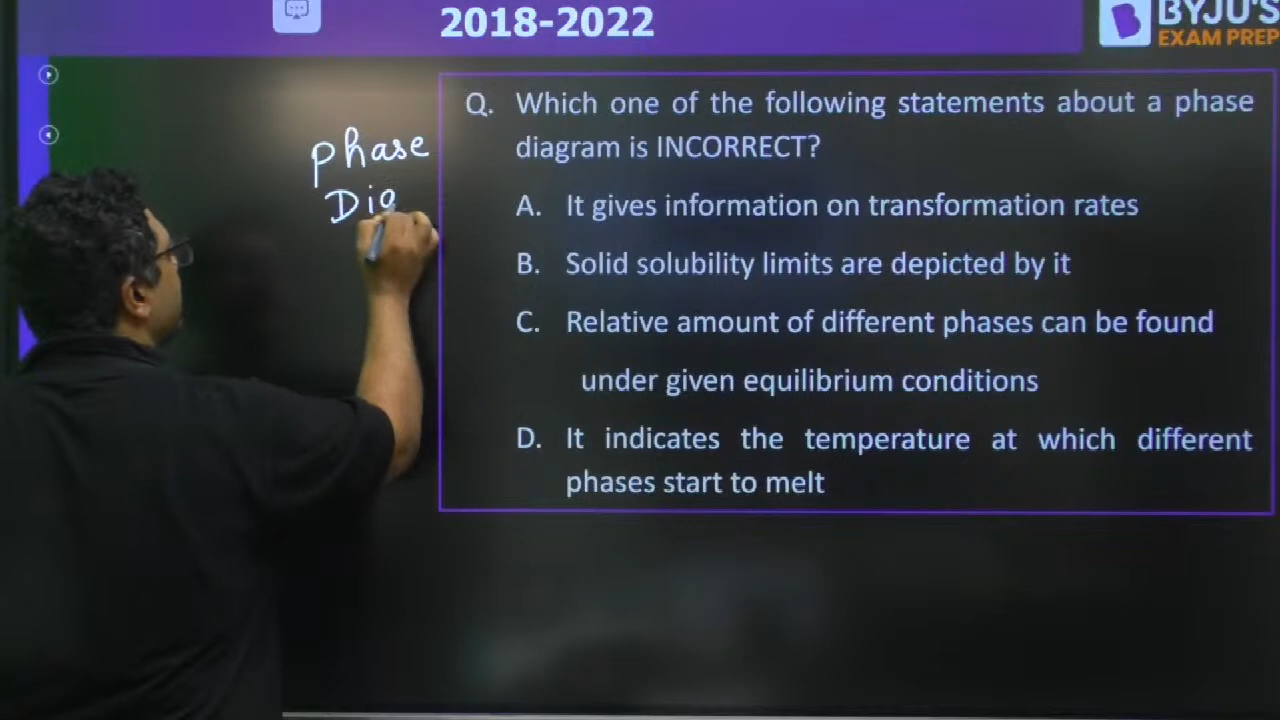 2018-2022
BYJU'S
EXAM PREP
phase
Dia
Q. Which one of the following statements about a phase
diagram is INCORRECT?
A. It gives information on transformation rates
B. Solid solubility limits are depicted by it
C. Relative amount of different phases can be found
under given equilibrium conditions
D. It indicates the temperature at which different
phases start to melt